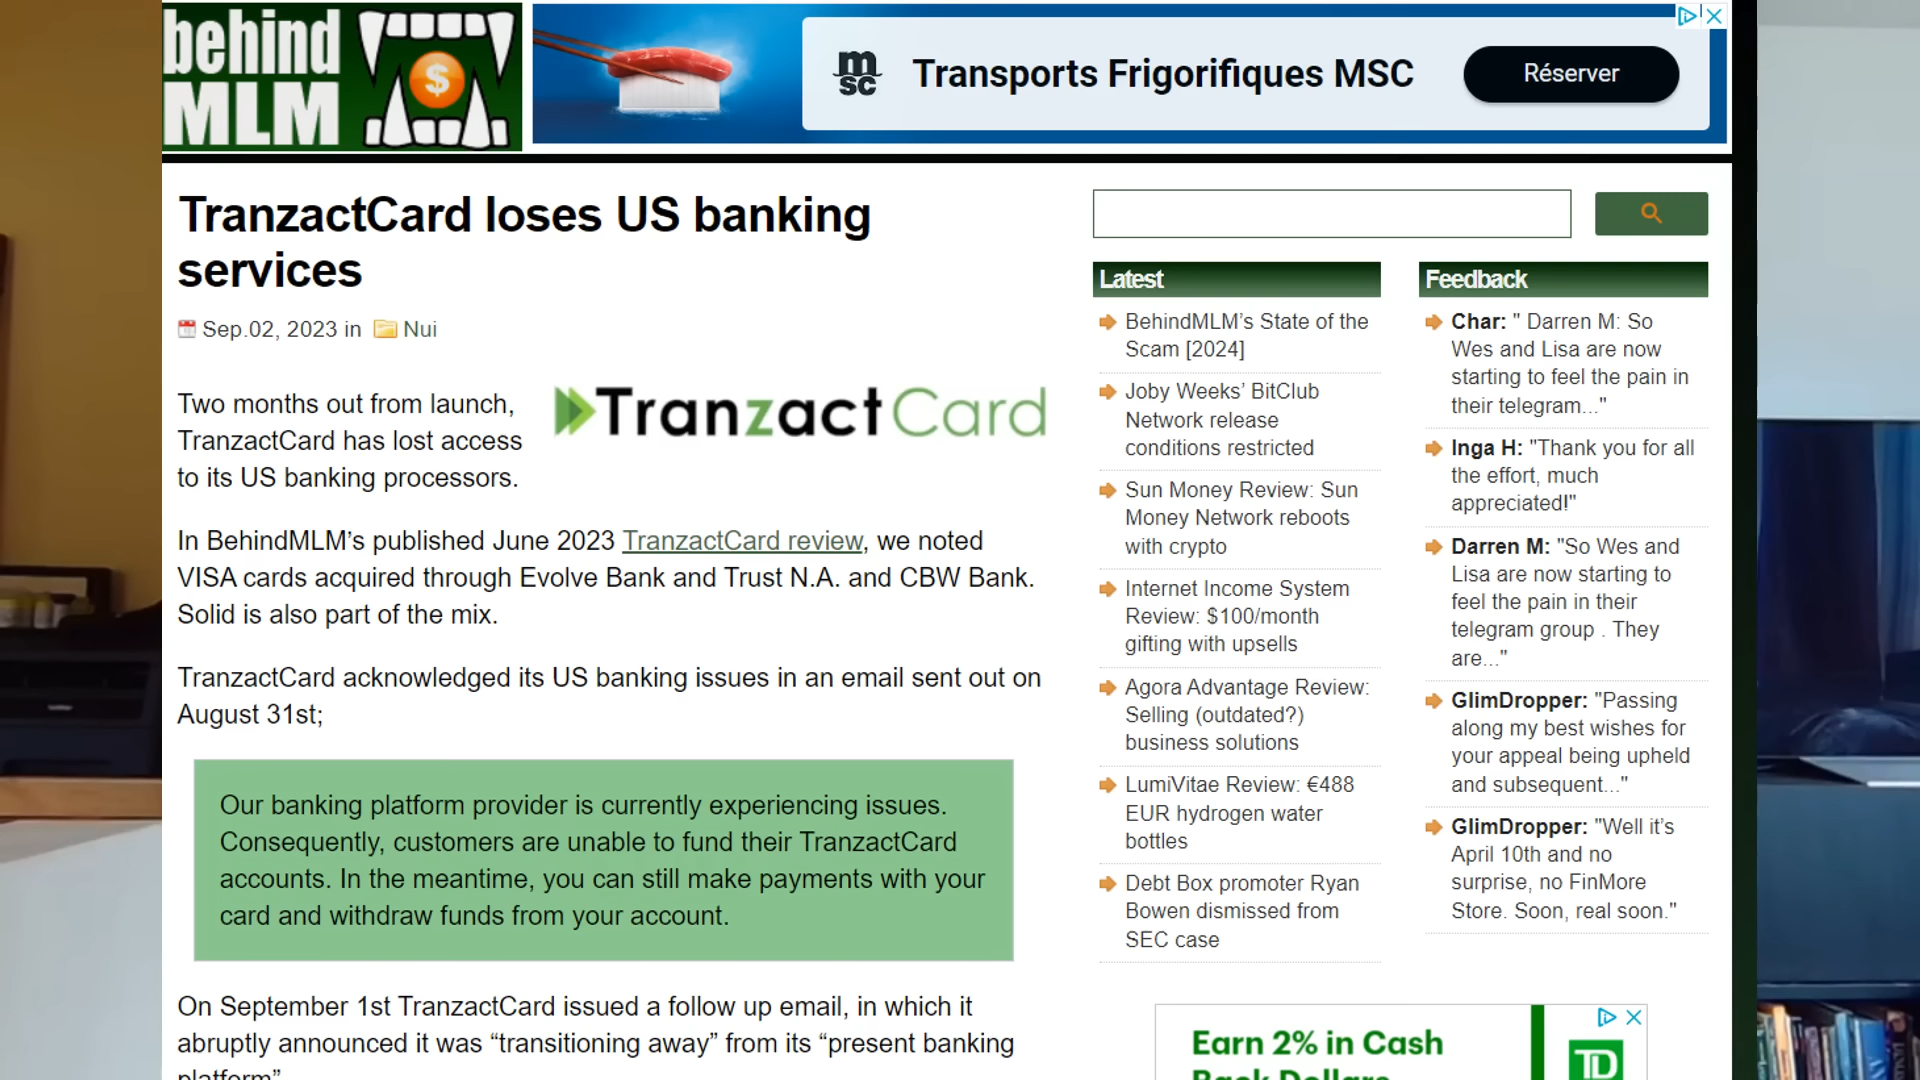 behind
MLM
$
msc
Transports Frigorifiques MSC
Réserver
TranzactCard loses US banking
services
Sep.02, 2023 in Nui
Two months out from launch,
TranzactCard has lost access
to its US banking processors.
TranzactCard
In BehindMLM’s published June 2023 TranzactCard review, we noted
VISA cards acquired through Evolve Bank and Trust N.A. and CBW Bank.
Solid is also part of the mix.
TranzactCard acknowledged its US banking issues in an email sent out on
August 31st;
Our banking platform provider is currently experiencing issues.
Consequently, customers are unable to fund their TranzactCard
accounts. In the meantime, you can still make payments with your
card and withdraw funds from your account.
On September 1st TranzactCard issued a follow up email, in which it
abruptly announced it was “transitioning away” from its “present banking
platform”
Latest
BehindMLM’s State of the
Scam [2024]
Joby Weeks’ BitClub
Network release
conditions restricted
Sun Money Review: Sun
Money Network reboots
with crypto
Internet Income System
Review: $100/month
gifting with upsells
Agora Advantage Review:
Selling (outdated?)
business solutions
LumiVitae Review: €488
EUR hydrogen water
bottles
Debt Box promoter Ryan
Bowen dismissed from
SEC case
Feedback
Char: " Darren M: So
Wes and Lisa are now
starting to feel the pain in
their telegram..."
Inga H: "Thank you for all
the effort, much
appreciated!"
Darren M: "So Wes and
Lisa are now starting to
feel the pain in their
telegram group . They
are..."
GlimDropper: "Passing
along my best wishes for
your appeal being upheld
and subsequent..."
GlimDropper: "Well it’s
April 10th and no
surprise, no FinMore
Store. Soon, real soon."
Earn 2% in Cash
Back Dollars
TD